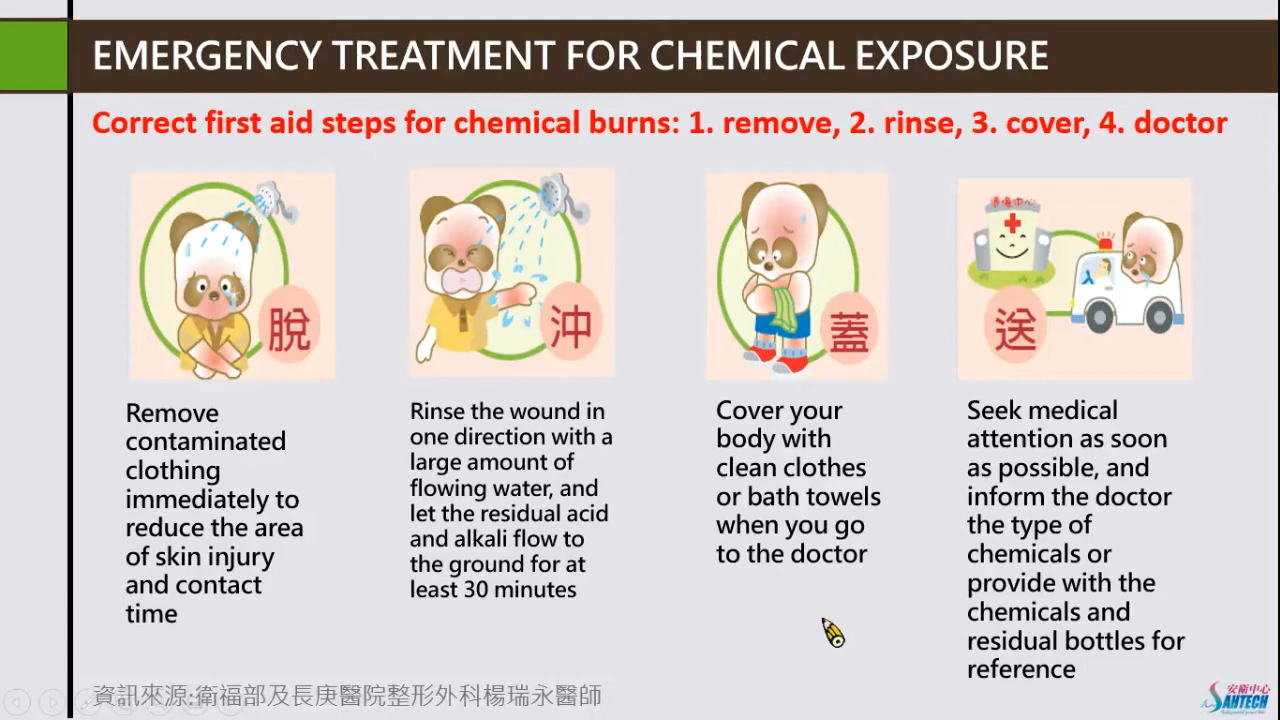 EMERGENCY TREATMENT FOR CHEMICAL EXPOSURE
Correct first aid steps for chemical burns: 1. remove, 2. rinse, 3. cover, 4. doctor
脫
沖
蓋
送
Remove
contaminated
clothing
immediately to
reduce the area
of skin injury
and contact
time
Rinse the wound in
one direction with a
large amount of
flowing water, and
let the residual acid
and alkali flow to
the ground for at
least 30 minutes
Cover your
body with
clean clothes
or bath towels
when you go
to the doctor
Seek medical
attention as soon
as possible, and
inform the doctor
the type of
chemicals or
provide with the
chemicals and
residual bottles for
reference
資訊來源:衛福部及長庚醫院整形外科楊瑞永醫師
安衛中心
SAHTECH